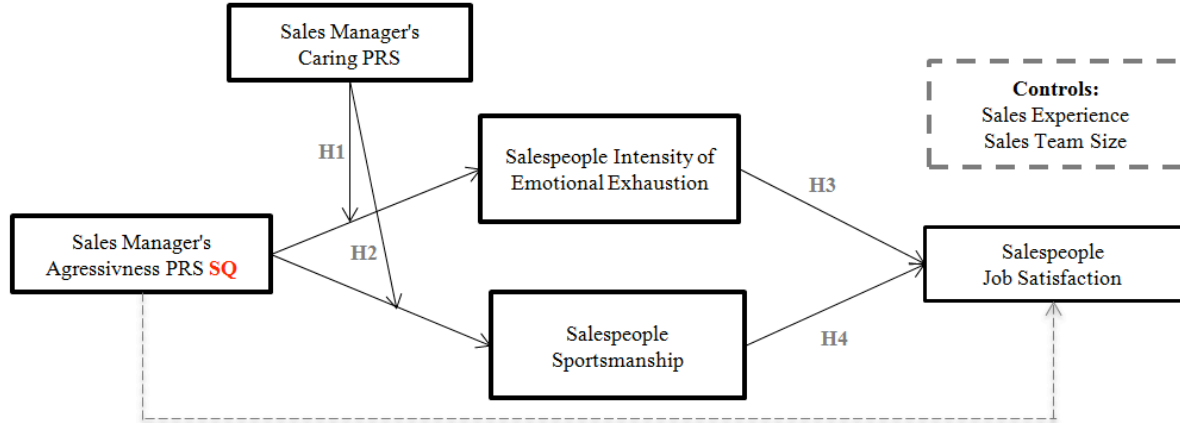 Sales Manager's
Caring PRS
Controls:
Sales Experience
Sales Team Size
H1
Salespeople Intensity of
Emotional Exhaustion
H3
Sales Manager's
Agressivness PRS SQ
H2
Salespeople
Job Satisfaction
Salespeople
Sportsmanship
H4